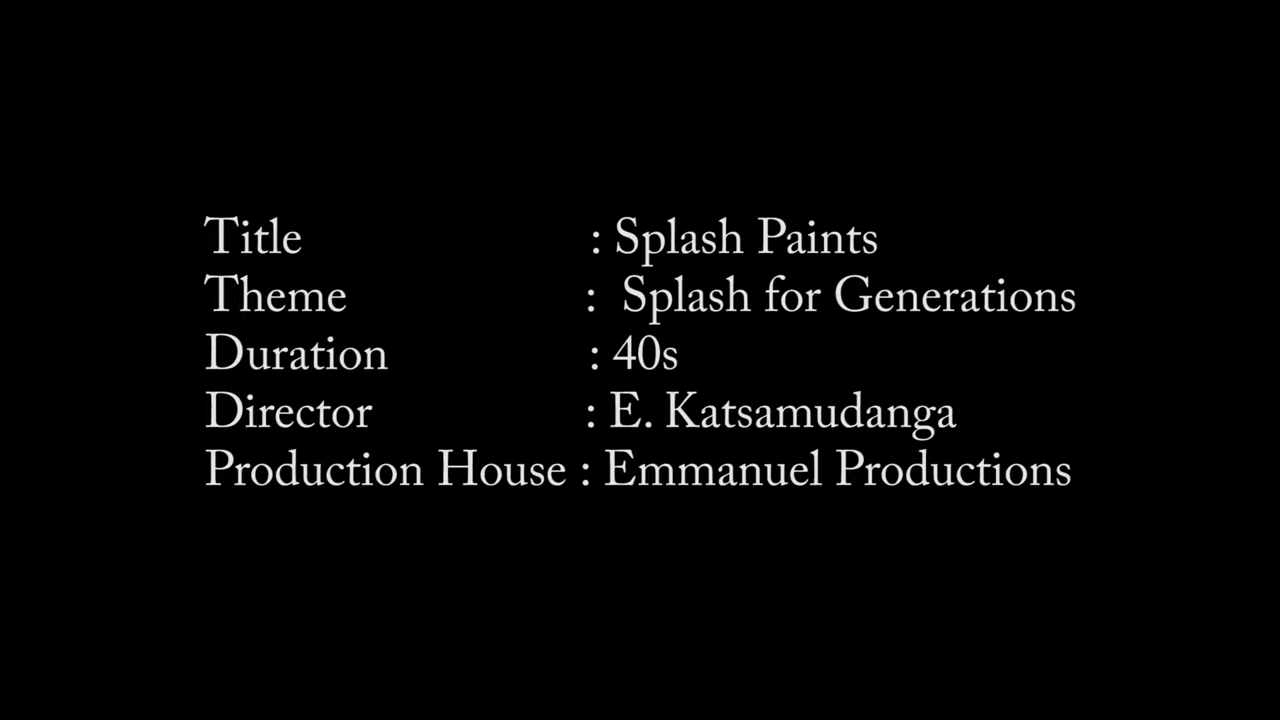 Title : Splash Paints
Theme : Splash for Generations
Duration : 40s
Director : E. Katsamudanga
Production House : Emmanuel Productions